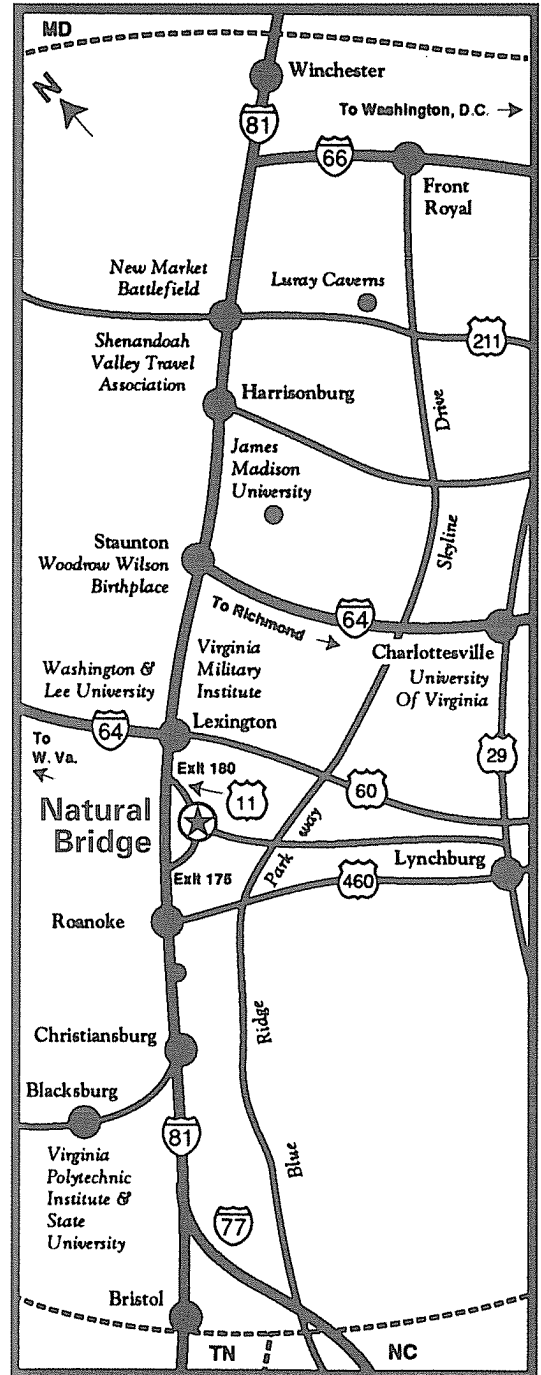 MD
Winchester
N
81
To Washington, D.C.
66
Front
Royal
New Market
Battlefield
Luray Caverns
211
Shenandoah
Valley Travel
Association
Harrisonburg
Drive
James
Madison
University
Skyline
Staunton
Woodrow Wilson
Birthplace
To Richmond
64
Charlottesville
University
Of Virginia
Virginia
Military
Institute
Washington &
Lee University
64
Lexington
To
W. Va.
29
Exit 180
11
60
Natural
Bridge
Park way
Lynchburg
Exit 175
460
Roanoke
Ridge
Christiansburg
Blacksburg
81
Blue
Virginia
Polytechnic
Institute &
State
University
77
Bristol
TN
NC